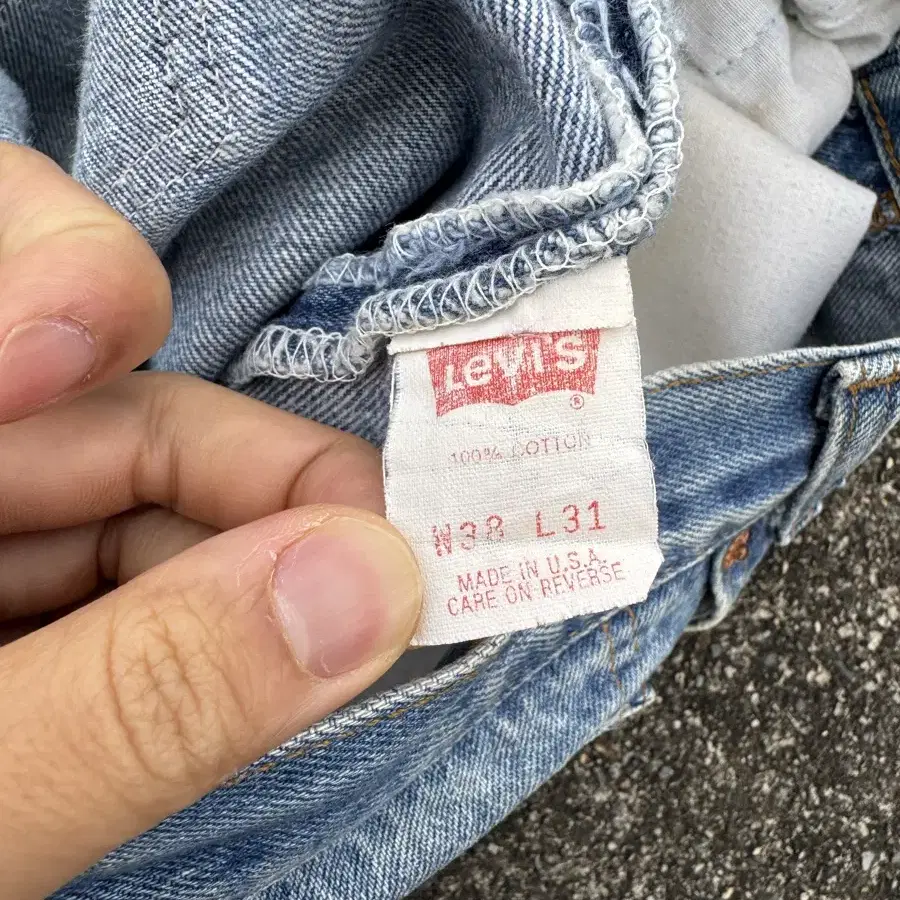 LEVI'S ®
100% COTTON
W38 L31
MADE IN U.S.A.
CARE ON REVERSE